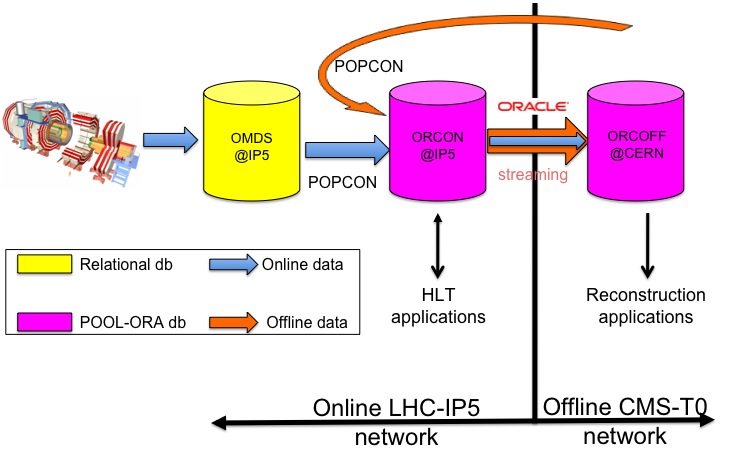 POPCON
ORACLE
OMDS
@IP5
ORCON
@IP5
ORCOFF
@CERN
POPCON
streaming
Relational db
Online data
POOL-ORA db
Offline data
HLT
applications
Reconstruction
applications
Online LHC-IP5
network
Offline CMS-T0
network